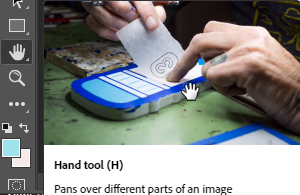 Hand tool (H)
Pans over different parts of an image